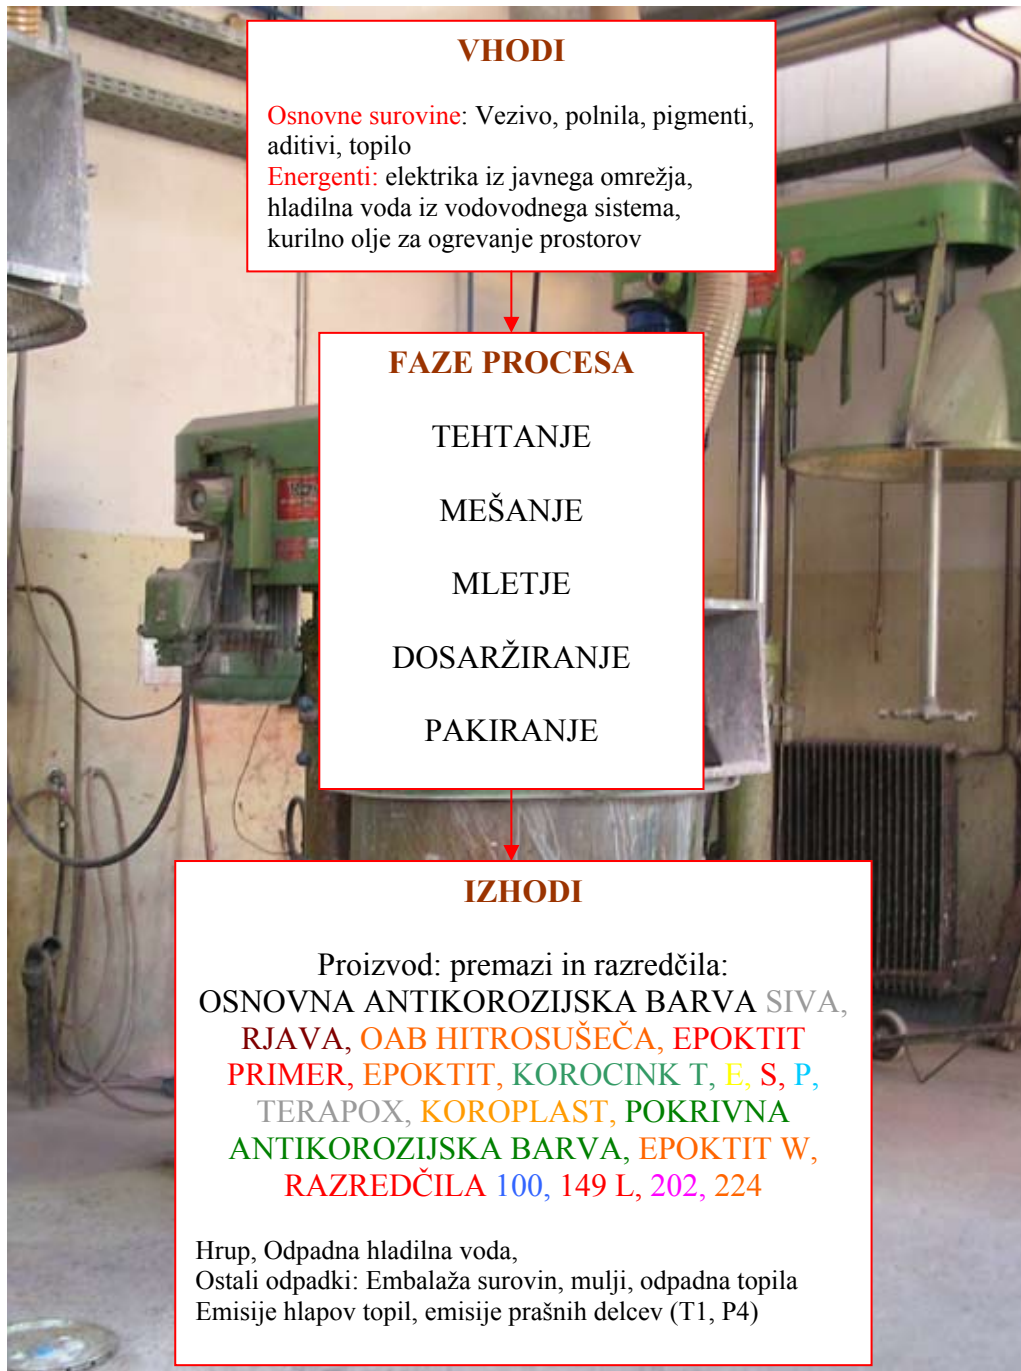 VHODI
Osnovne surovine: Vezivo, polnila, pigmenti,
aditivi, topilo
Energenti: elektrika iz javnega omrežja,
hladilna voda iz vodovodnega sistema,
kurilno olje za ogrevanje prostorov
FAZE PROCESA
TEHTANJE
MEŠANJE
MLETJE
DOSARŽIRANJE
PAKIRANJE
IZHODI
Proizvod: premazi in razredčila:
OSNOVNA ANTIKOROZIJSKA BARVA SIVA,
RJAVA, OAB HITROSUŠEČA, EPOKTIT
PRIMER, EPOKTIT, KOROCINK T, E, S, P,
TERAPOX, KOROPLAST, POKRIVNA
ANTIKOROZIJSKA BARVA, EPOKTIT W,
RAZREDČILA 100, 149 L, 202, 224
Hrup, Odpadna hladilna voda,
Ostali odpadki: Embalaža surovin, mulji, odpadna topila
Emisije hlapov topil, emisije prašnih delcev (T1, P4)